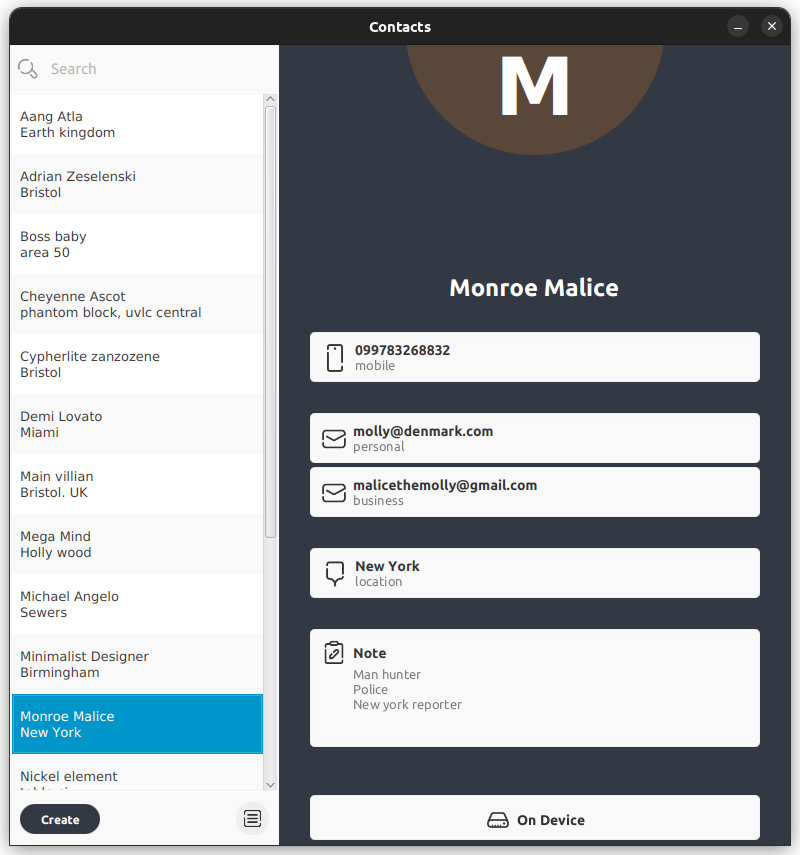 Contacts
Search
Aang Atla
Earth kingdom
Adrian Zeselenski
Bristol
Boss baby
area 50
Cheyenne Ascot
phantom block, uvlc central
Cypherlite zanzozene
Bristol
Demi Lovato
Miami
Main villian
Bristol. UK
Mega Mind
Holly wood
Michael Angelo
Sewers
Minimalist Designer
Birmingham
Monroe Malice
New York
Nickel element
Create
M
Monroe Malice
099783268832
mobile
molly@denmark.com
personal
malicethemolly@gmail.com
business
New York
location
Note
Man hunter
Police
New york reporter
On Device